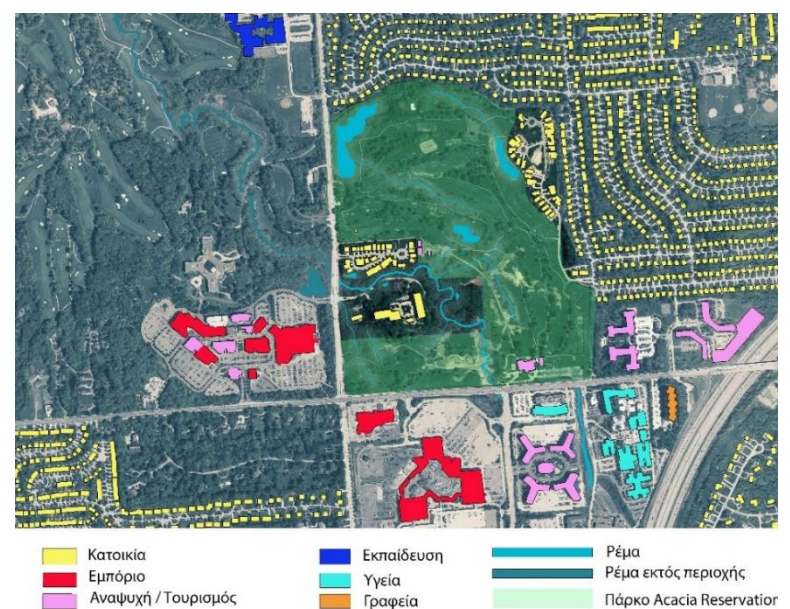 Κατοικία
Εμπόριο
Αναψυχή / Τουρισμός
Εκπαίδευση
Υγεία
Γραφεία
Ρέμα
Ρέμα εκτός περιοχής
Πάρκο Acacia Reservation